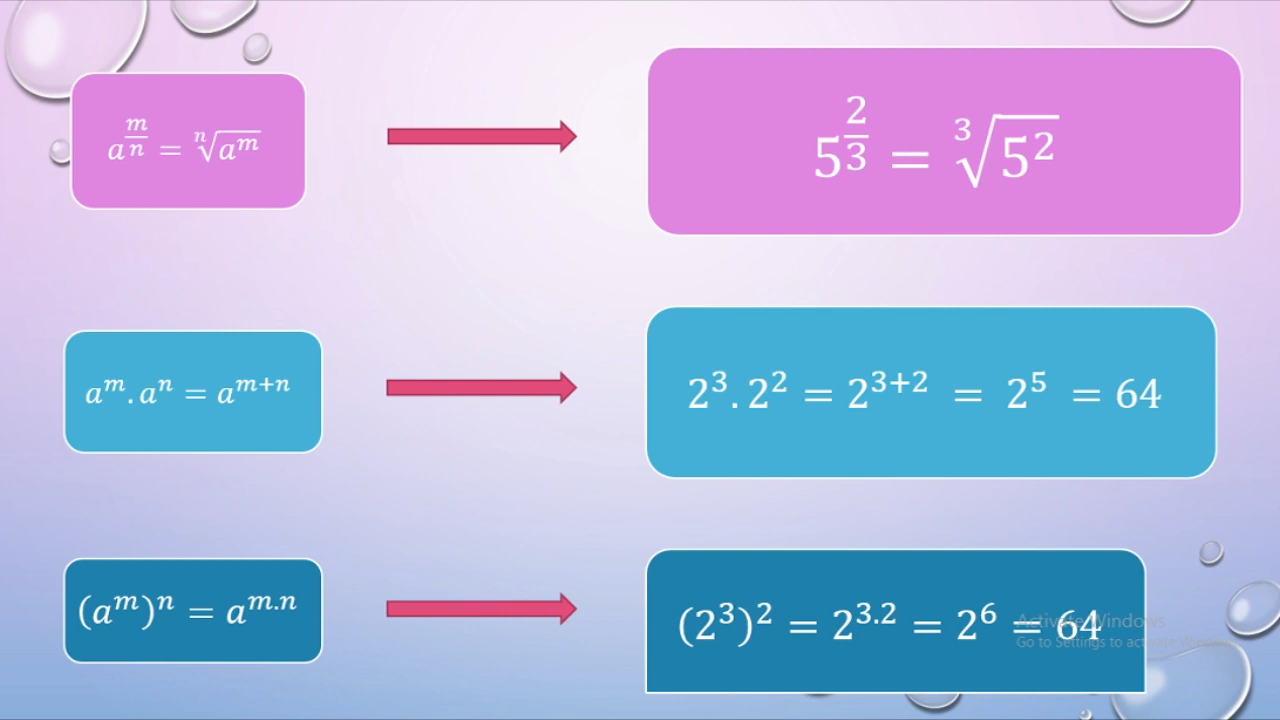 a^(m/n) = ⁿ√(a^m)
5^(2/3) = ³√(5²)
a^m . a^n = a^(m+n)
2³ . 2² = 2^(3+2) = 2⁵ = 64
(a^m)^n = a^(m.n)
(2³)² = 2^(3.2) = 2⁶ = 64
Activate Windows
Go to Settings to activate Windows.